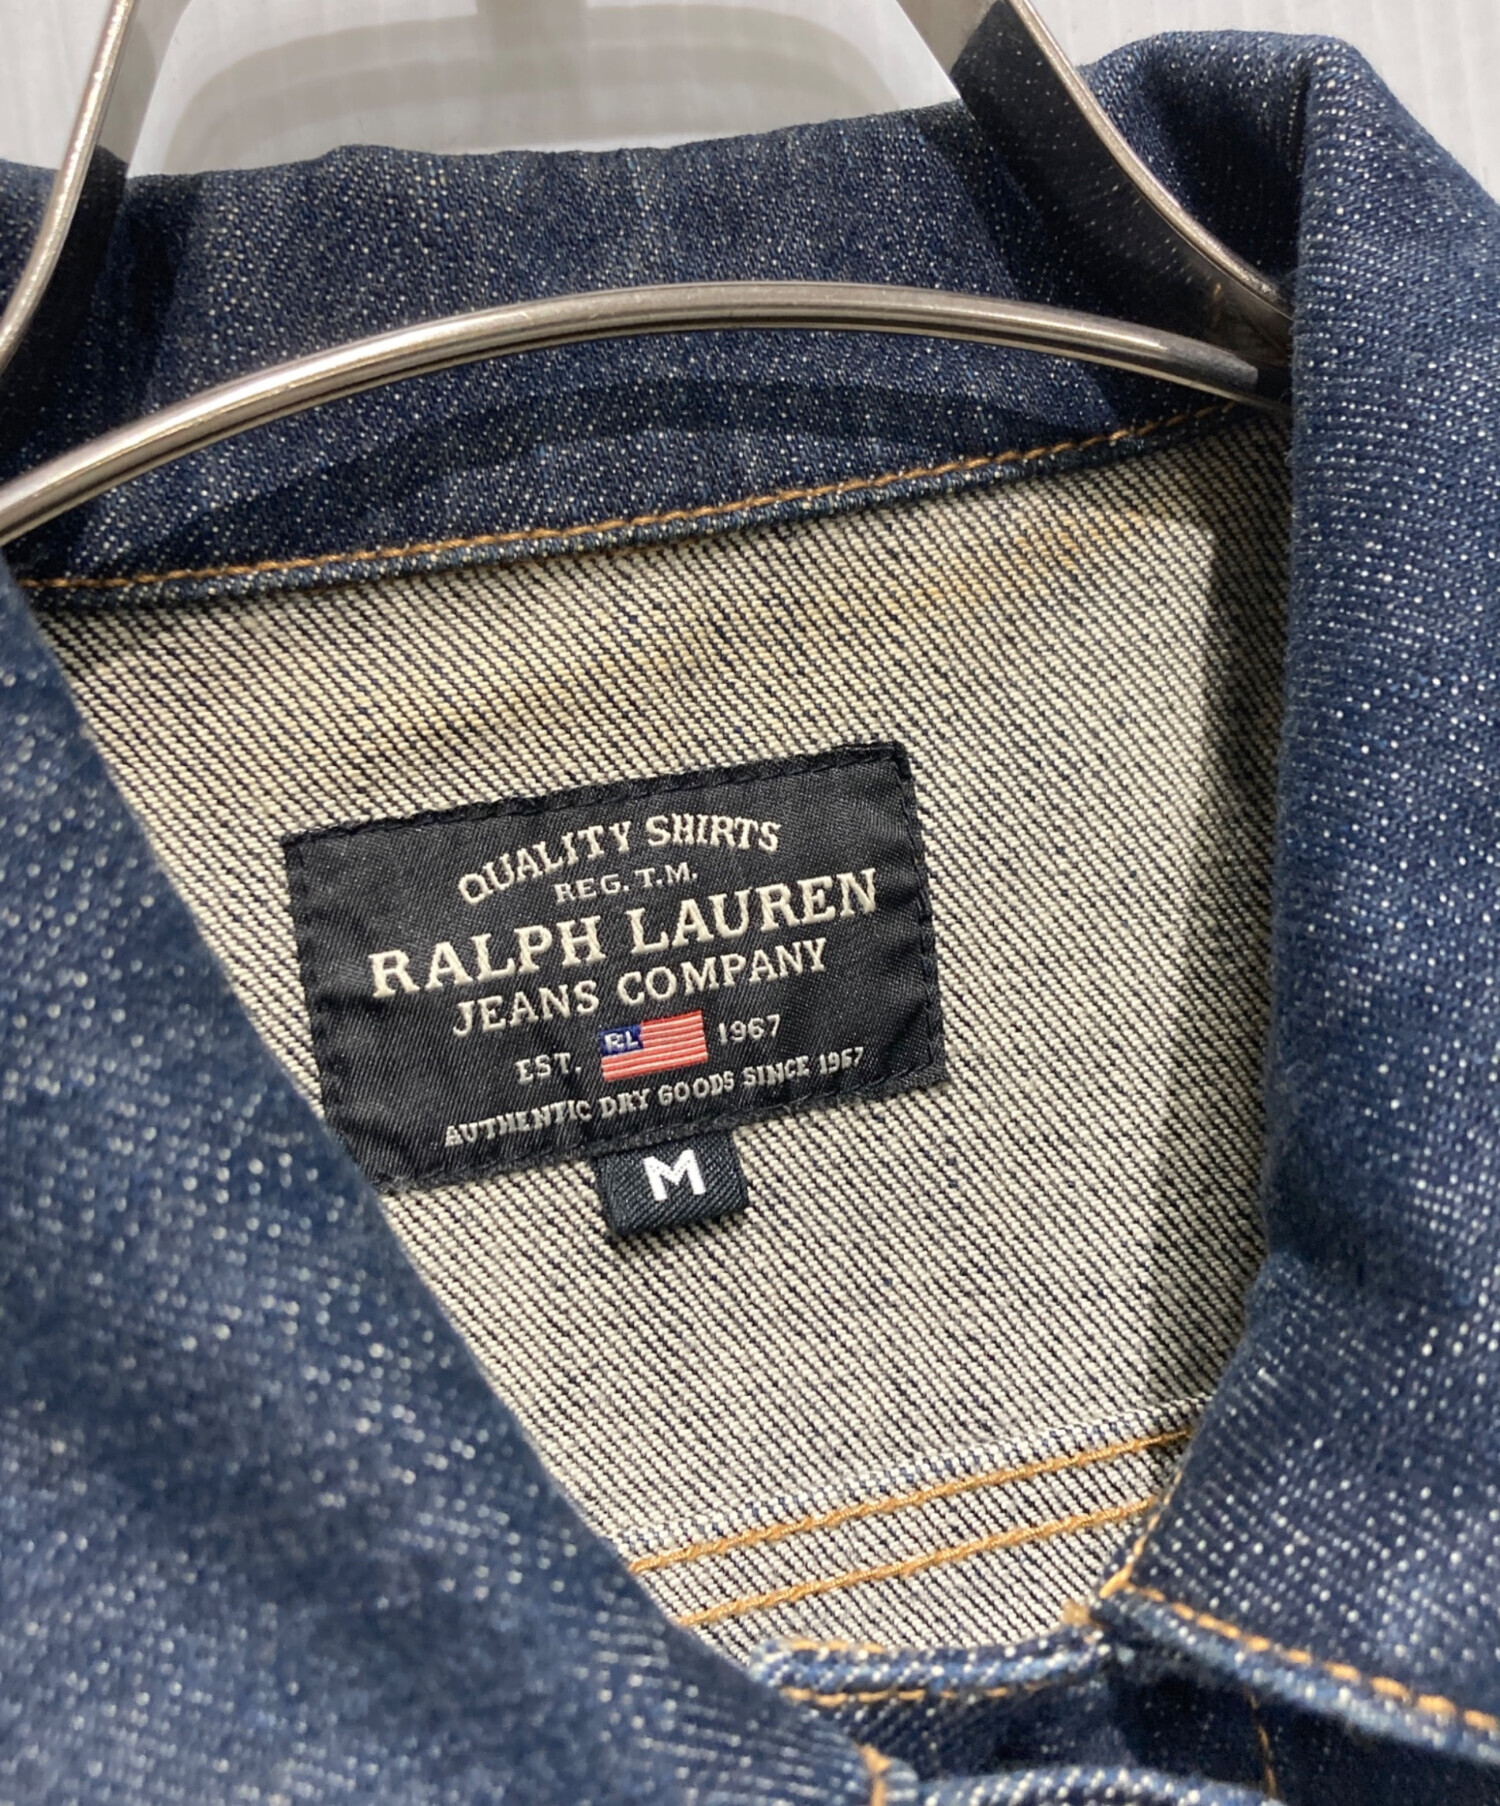 QUALITY SHIRTS
REG. T.M.
RALPH LAUREN
JEANS COMPANY
EST. RL 1967
AUTHENTIC DRY GOODS SINCE 1967
M